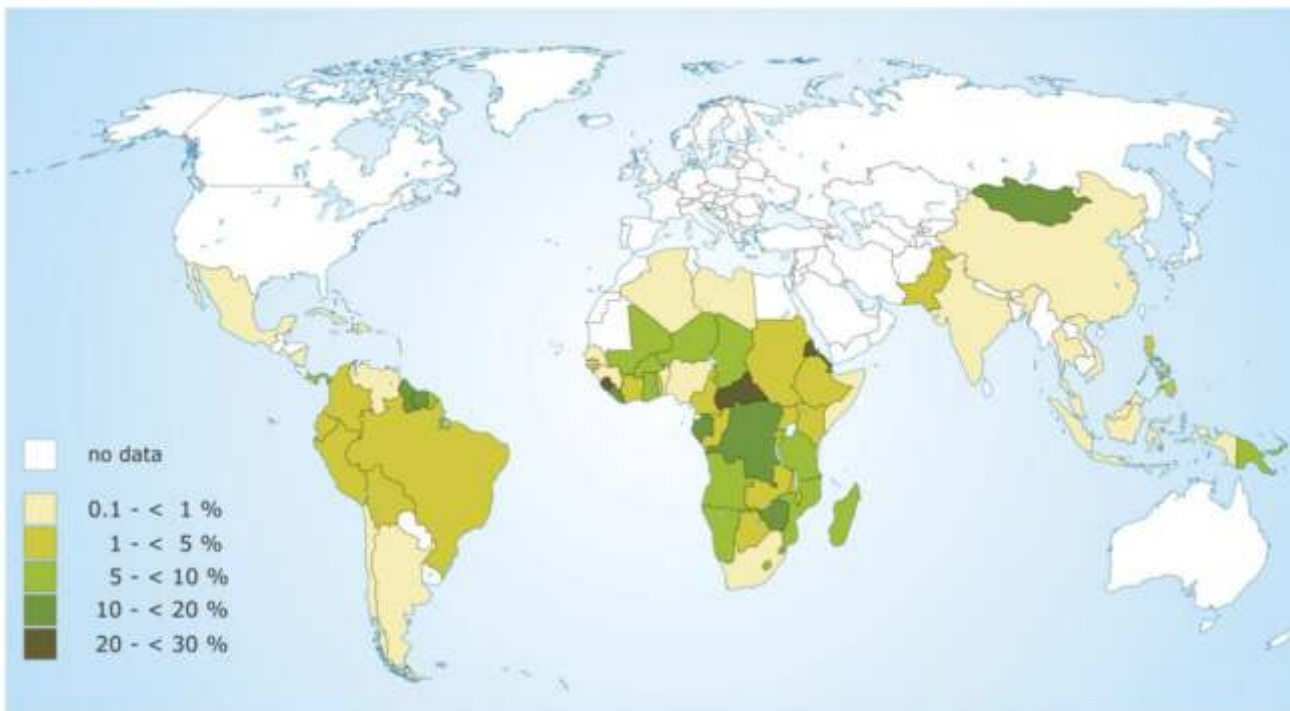 no data
0.1 - < 1 %
1 - < 5 %
5 - < 10 %
10 - < 20 %
20 - < 30 %